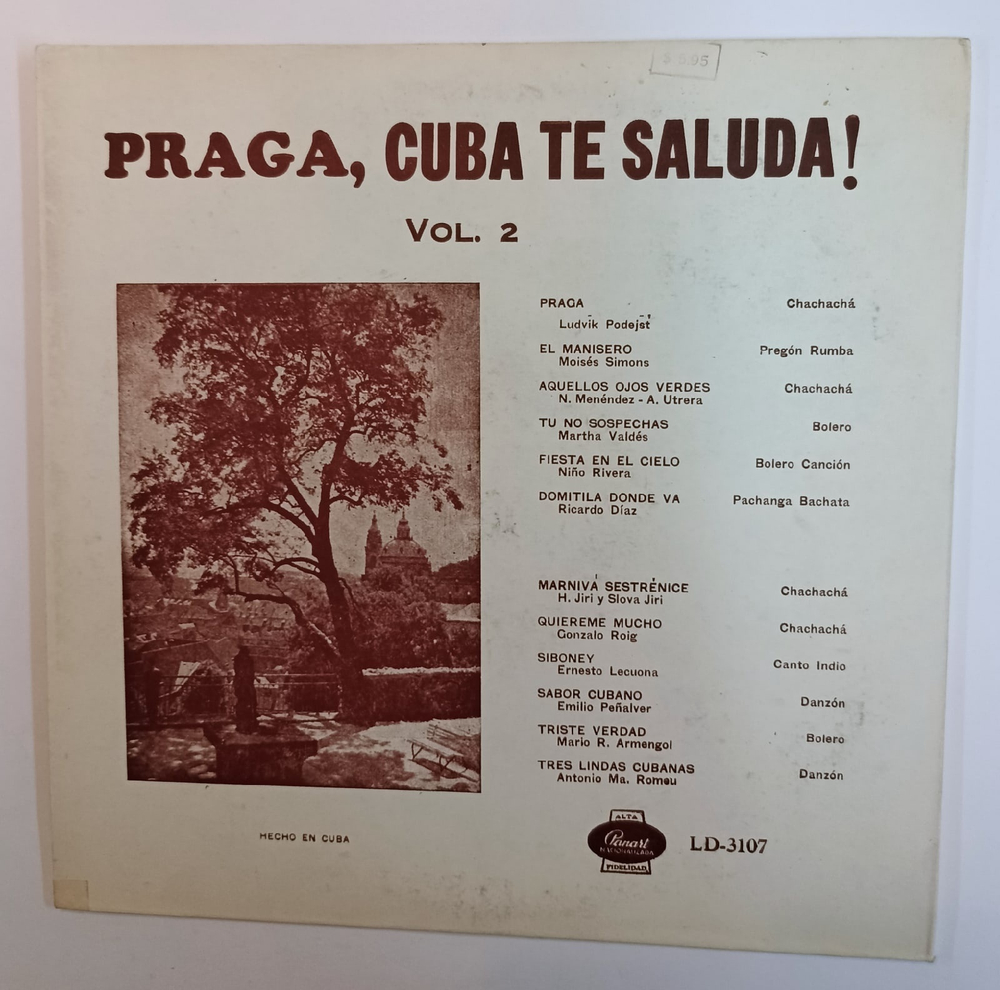 $ 6.95
PRAGA, CUBA TE SALUDA!
VOL. 2
PRAGA Chachachá
Ludvik Podejst
EL MANISERO Pregón Rumba
Moisés Simons
AQUELLOS OJOS VERDES Chachachá
N. Menéndez - A. Utrera
TU NO SOSPECHAS Bolero
Martha Valdés
FIESTA EN EL CIELO Bolero Canción
Niño Rivera
DOMITILA DONDE VA Pachanga Bachata
Ricardo Díaz
MARNIVÁ SESTRÉNICE Chachachá
H. Jiri y Slova Jiri
QUIEREME MUCHO Chachachá
Gonzalo Roig
SIBONEY Canto Indio
Ernesto Lecuona
SABOR CUBANO Danzón
Emilio Peñalver
TRISTE VERDAD Bolero
Mario R. Armengol
TRES LINDAS CUBANAS Danzón
Antonio Ma. Romeu
HECHO EN CUBA
ALTA
Panart
NACIONALIZADA
FIDELIDAD
LD-3107